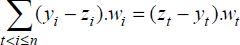 ∑_{t<i≤n} (y_i − z_i).w_i = (z_t − y_t).w_t